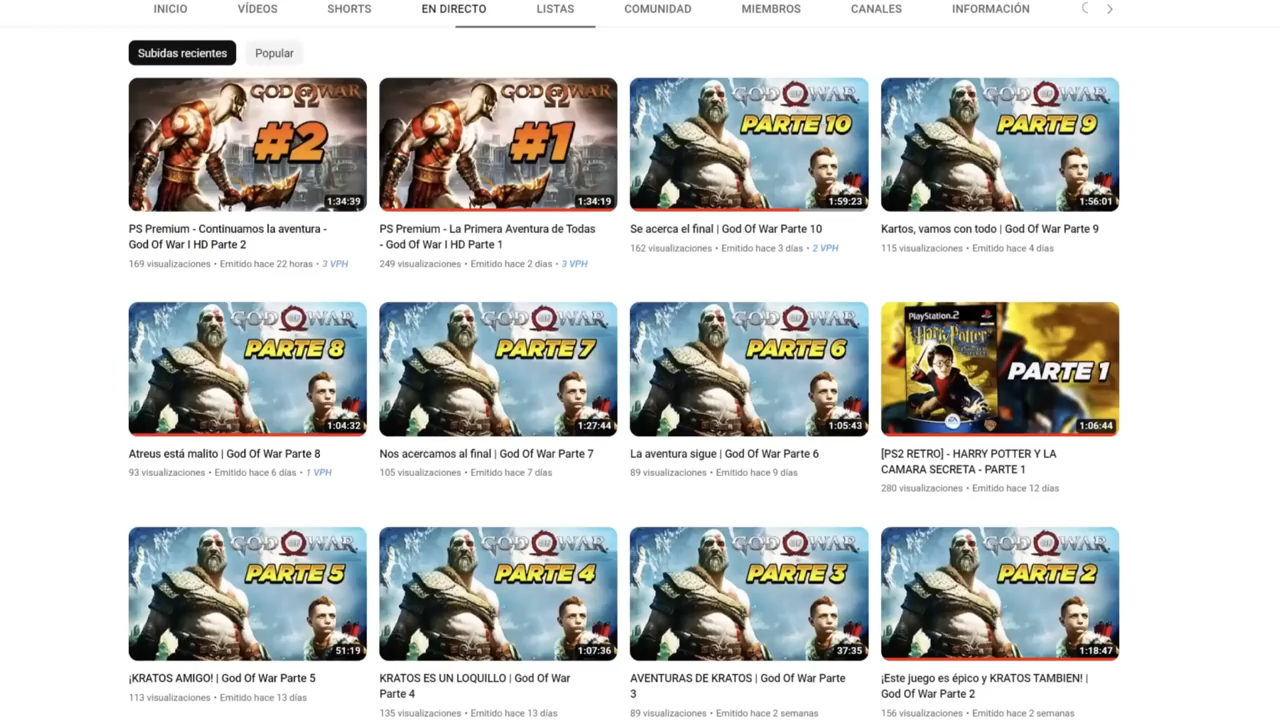 INICIO VÍDEOS SHORTS EN DIRECTO LISTAS COMUNIDAD MIEMBROS CANALES INFORMACIÓN
Subidas recientes Popular
GOD OF WAR
#2
1:34:39
PS Premium - Continuamos la aventura -
God Of War I HD Parte 2
169 visualizaciones • Emitido hace 22 horas • 3 VPH
GOD OF WAR
#1
1:34:19
PS Premium - La Primera Aventura de Todas
- God Of War I HD Parte 1
249 visualizaciones • Emitido hace 2 días • 3 VPH
GOD OF WAR
PARTE 10
1:59:23
Se acerca el final | God Of War Parte 10
162 visualizaciones • Emitido hace 3 días • 2 VPH
GOD OF WAR
PARTE 9
1:56:01
Kartos, vamos con todo | God Of War Parte 9
115 visualizaciones • Emitido hace 4 días
GOD OF WAR
PARTE 8
1:04:32
Atreus está malito | God Of War Parte 8
93 visualizaciones • Emitido hace 6 días • 1 VPH
GOD OF WAR
PARTE 7
1:27:44
Nos acercamos al final | God Of War Parte 7
105 visualizaciones • Emitido hace 7 días
GOD OF WAR
PARTE 6
1:05:43
La aventura sigue | God Of War Parte 6
89 visualizaciones • Emitido hace 9 días
PlayStation.2
Harry Potter
PARTE 1
EA
1:06:44
[PS2 RETRO] - HARRY POTTER Y LA
CAMARA SECRETA - PARTE 1
280 visualizaciones • Emitido hace 12 días
GOD OF WAR
PARTE 5
51:19
¡KRATOS AMIGO! | God Of War Parte 5
113 visualizaciones • Emitido hace 13 días
GOD OF WAR
PARTE 4
1:07:36
KRATOS ES UN LOQUILLO | God Of War
Parte 4
135 visualizaciones • Emitido hace 13 días
GOD OF WAR
PARTE 3
37:35
AVENTURAS DE KRATOS | God Of War Parte
3
89 visualizaciones • Emitido hace 2 semanas
GOD OF WAR
PARTE 2
1:18:47
¡Este juego es épico y KRATOS TAMBIEN! |
God Of War Parte 2
156 visualizaciones • Emitido hace 2 semanas